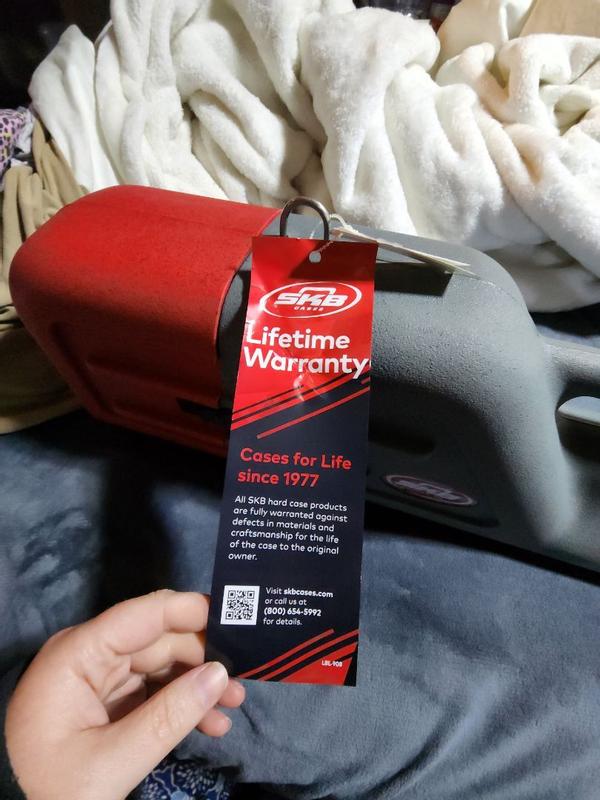 SKB
CASES
Lifetime
Warranty
Cases for Life
since 1977
All SKB hard case products
are fully warranted against
defects in materials and
craftsmanship for the life
of the case to the original
owner.
Visit skbcases.com
or call us at
(800) 654-5992
for details.
LBL-908
SKB